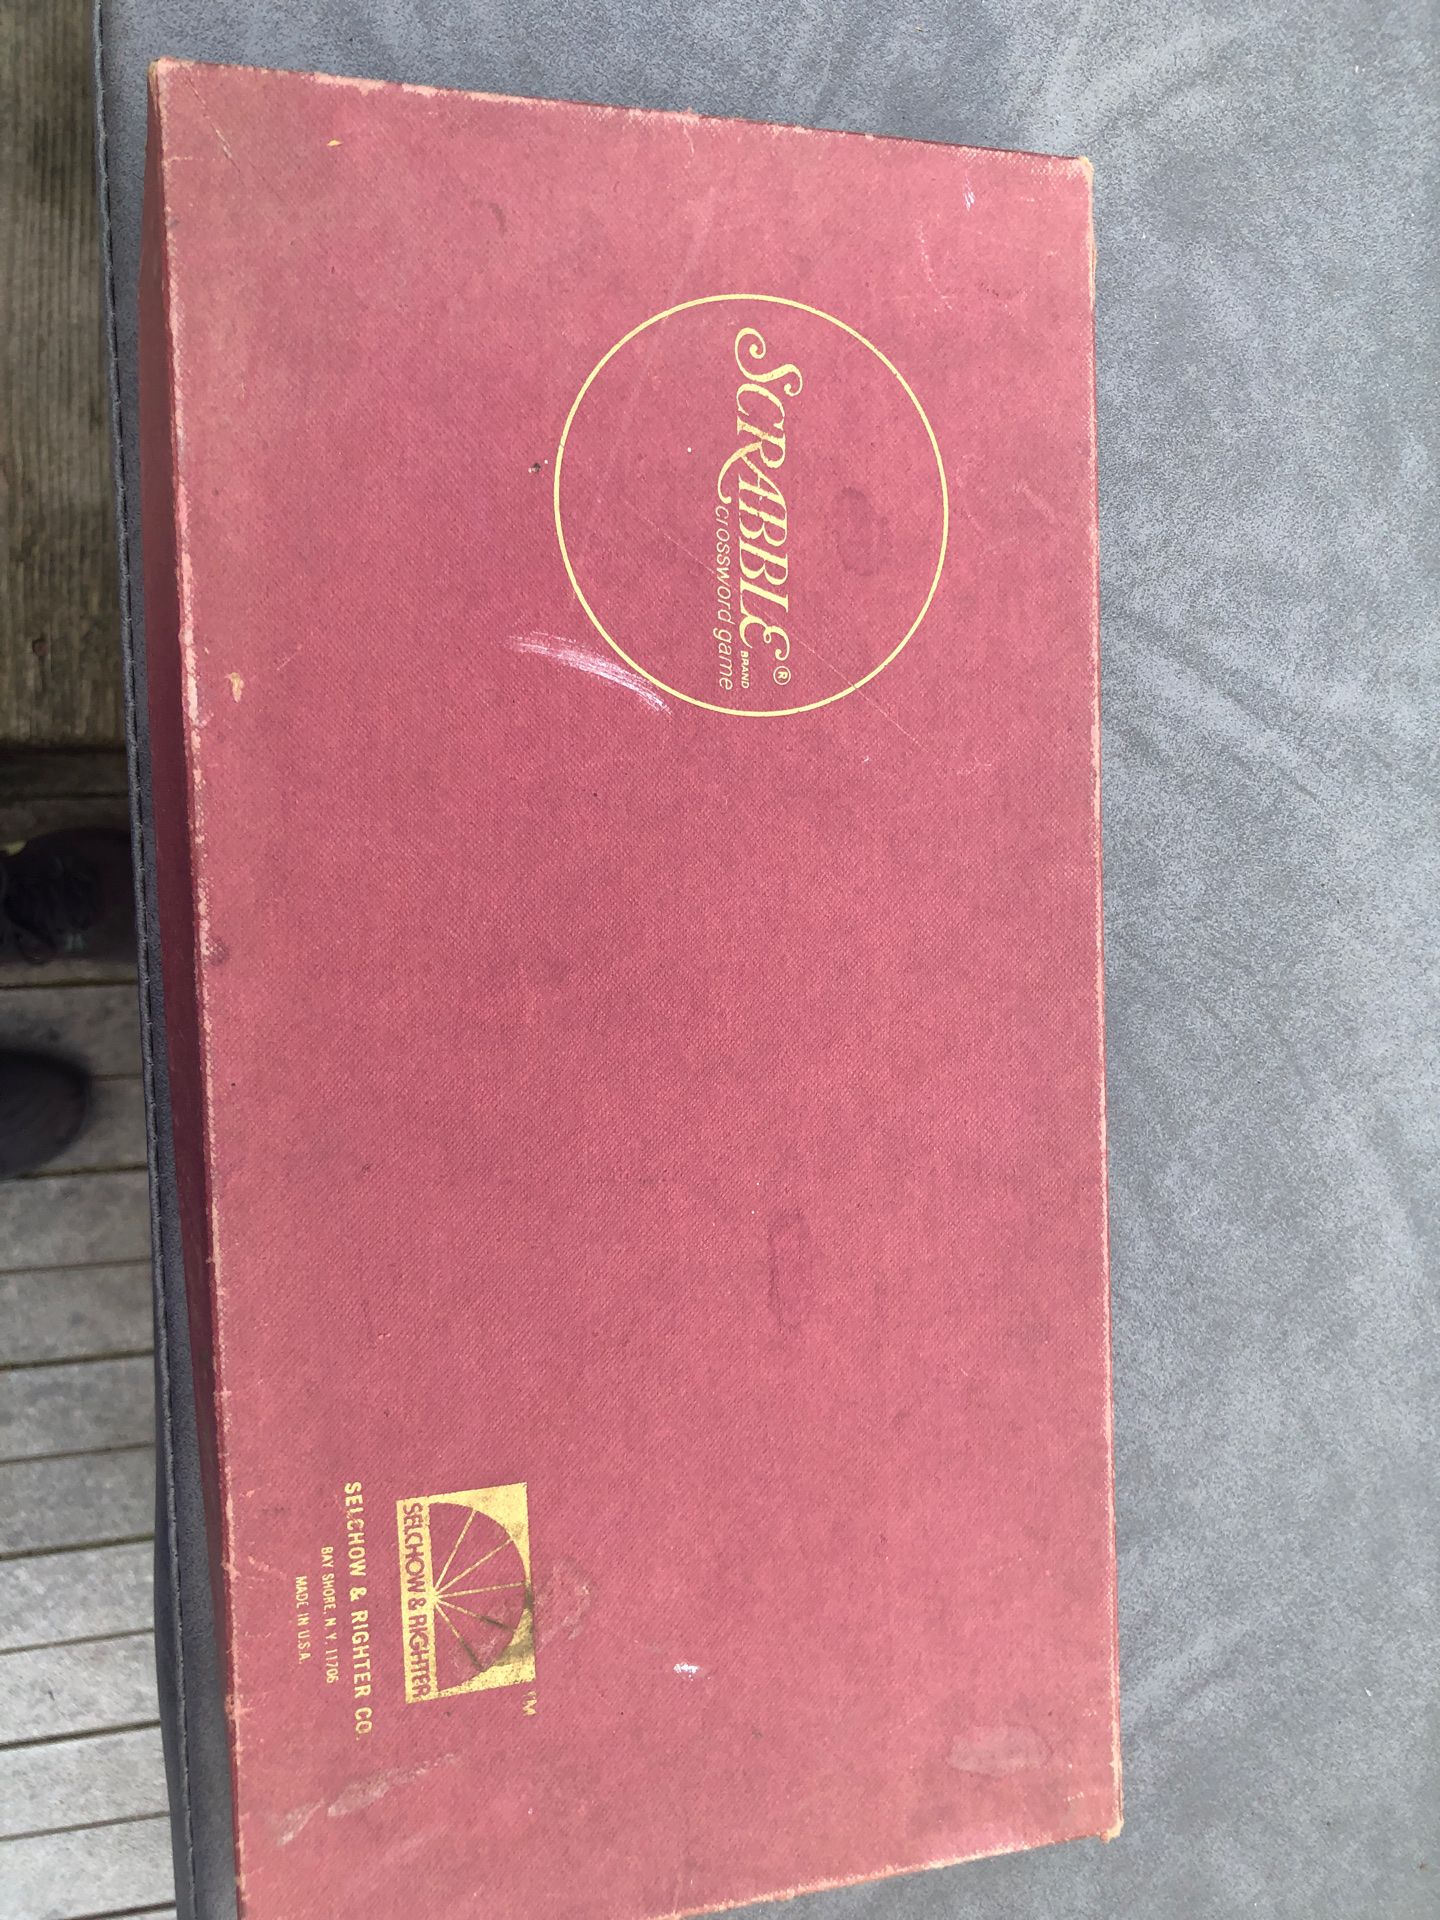 SCRABBLE®
BRAND
crossword game
SELCHOW & RIGHTER
TM
SELCHOW & RIGHTER CO.
BAY SHORE, N.Y. 11706
MADE IN U.S.A.